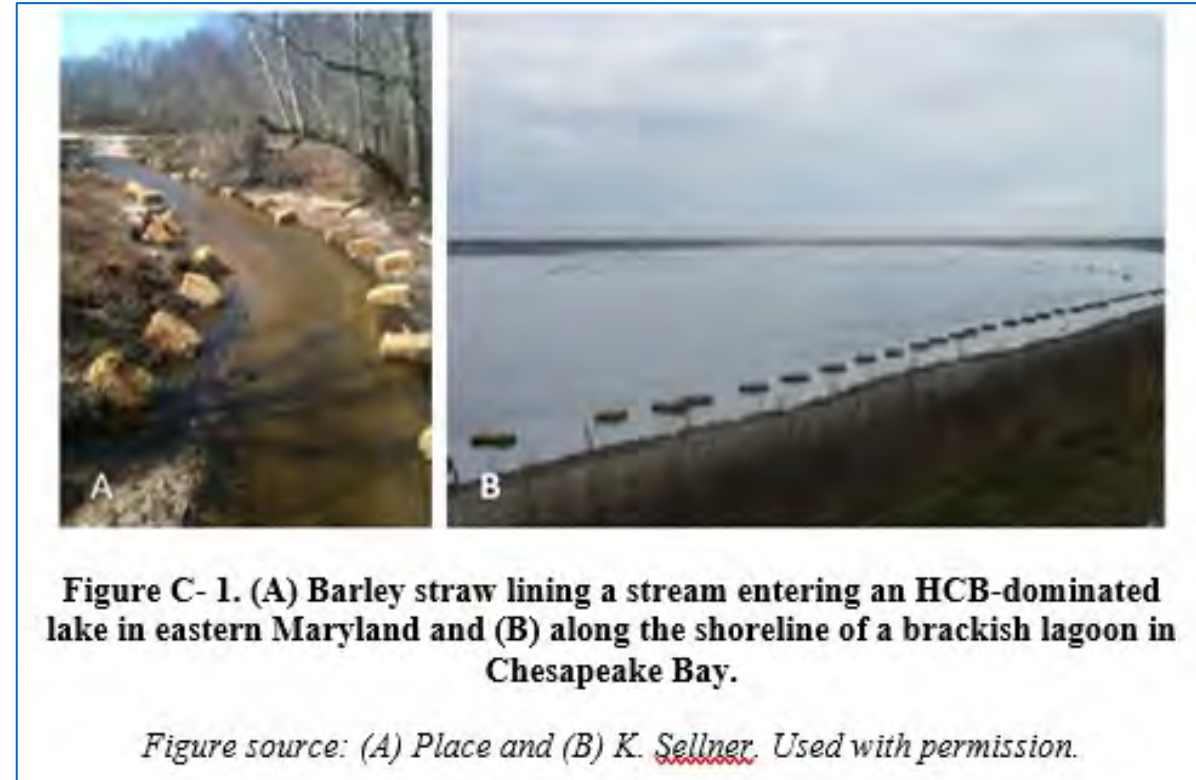 A
B
Figure C- 1. (A) Barley straw lining a stream entering an HCB-dominated
lake in eastern Maryland and (B) along the shoreline of a brackish lagoon in
Chesapeake Bay.
Figure source: (A) Place and (B) K. Sellner. Used with permission.